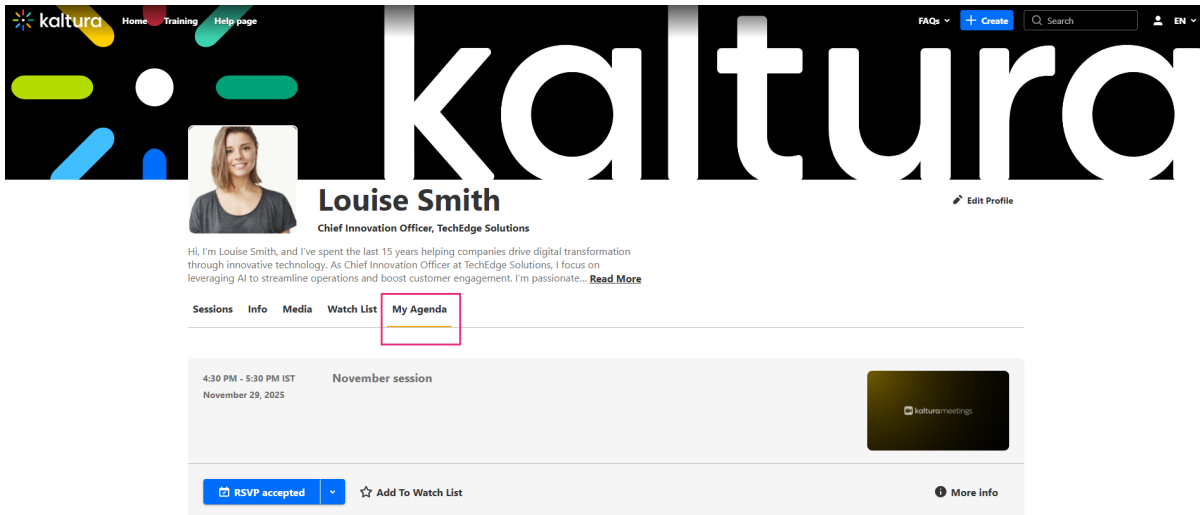 kaltura Home Training Help page FAQs + Create Search EN
kaltura
Louise Smith
Edit Profile
Chief Innovation Officer, TechEdge Solutions
Hi, I'm Louise Smith, and I've spent the last 15 years helping companies drive digital transformation
through innovative technology. As Chief Innovation Officer at TechEdge Solutions, I focus on
leveraging AI to streamline operations and boost customer engagement. I'm passionate... Read More
Sessions Info Media Watch List My Agenda
4:30 PM - 5:30 PM IST November session
November 29, 2025
kaltura meetings
RSVP accepted Add To Watch List More info